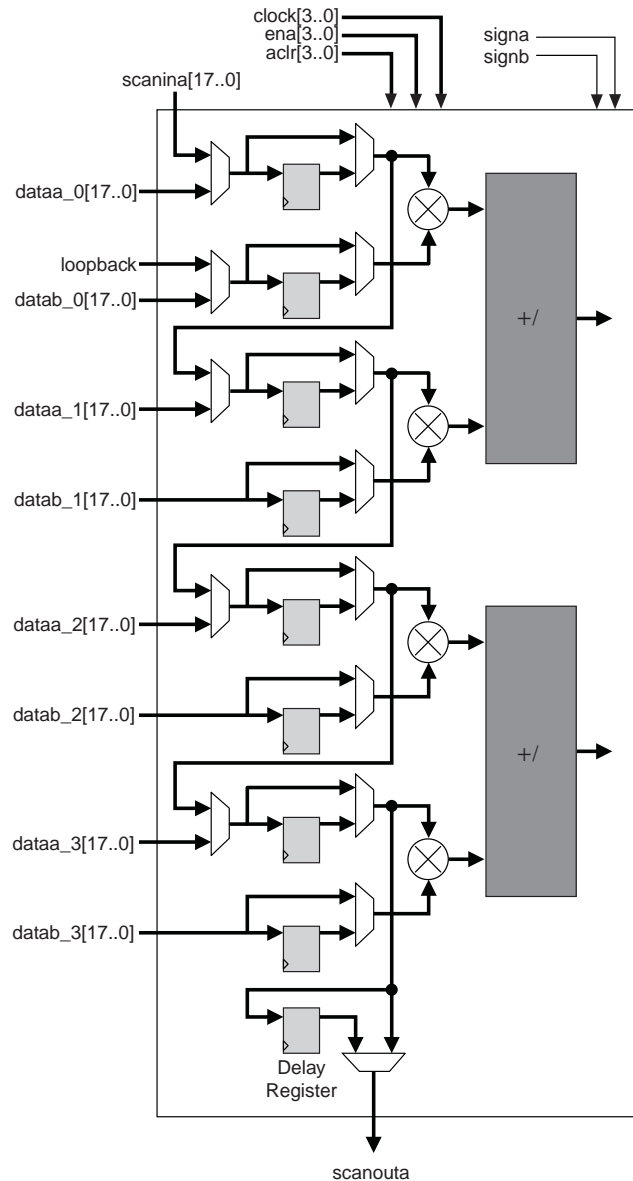 clock[3..0]
ena[3..0]
aclr[3..0]
signa
signb
scanina[17..0]
dataa_0[17..0]
loopback
datab_0[17..0]
+/
dataa_1[17..0]
datab_1[17..0]
dataa_2[17..0]
datab_2[17..0]
+/
dataa_3[17..0]
datab_3[17..0]
Delay
Register
scanouta